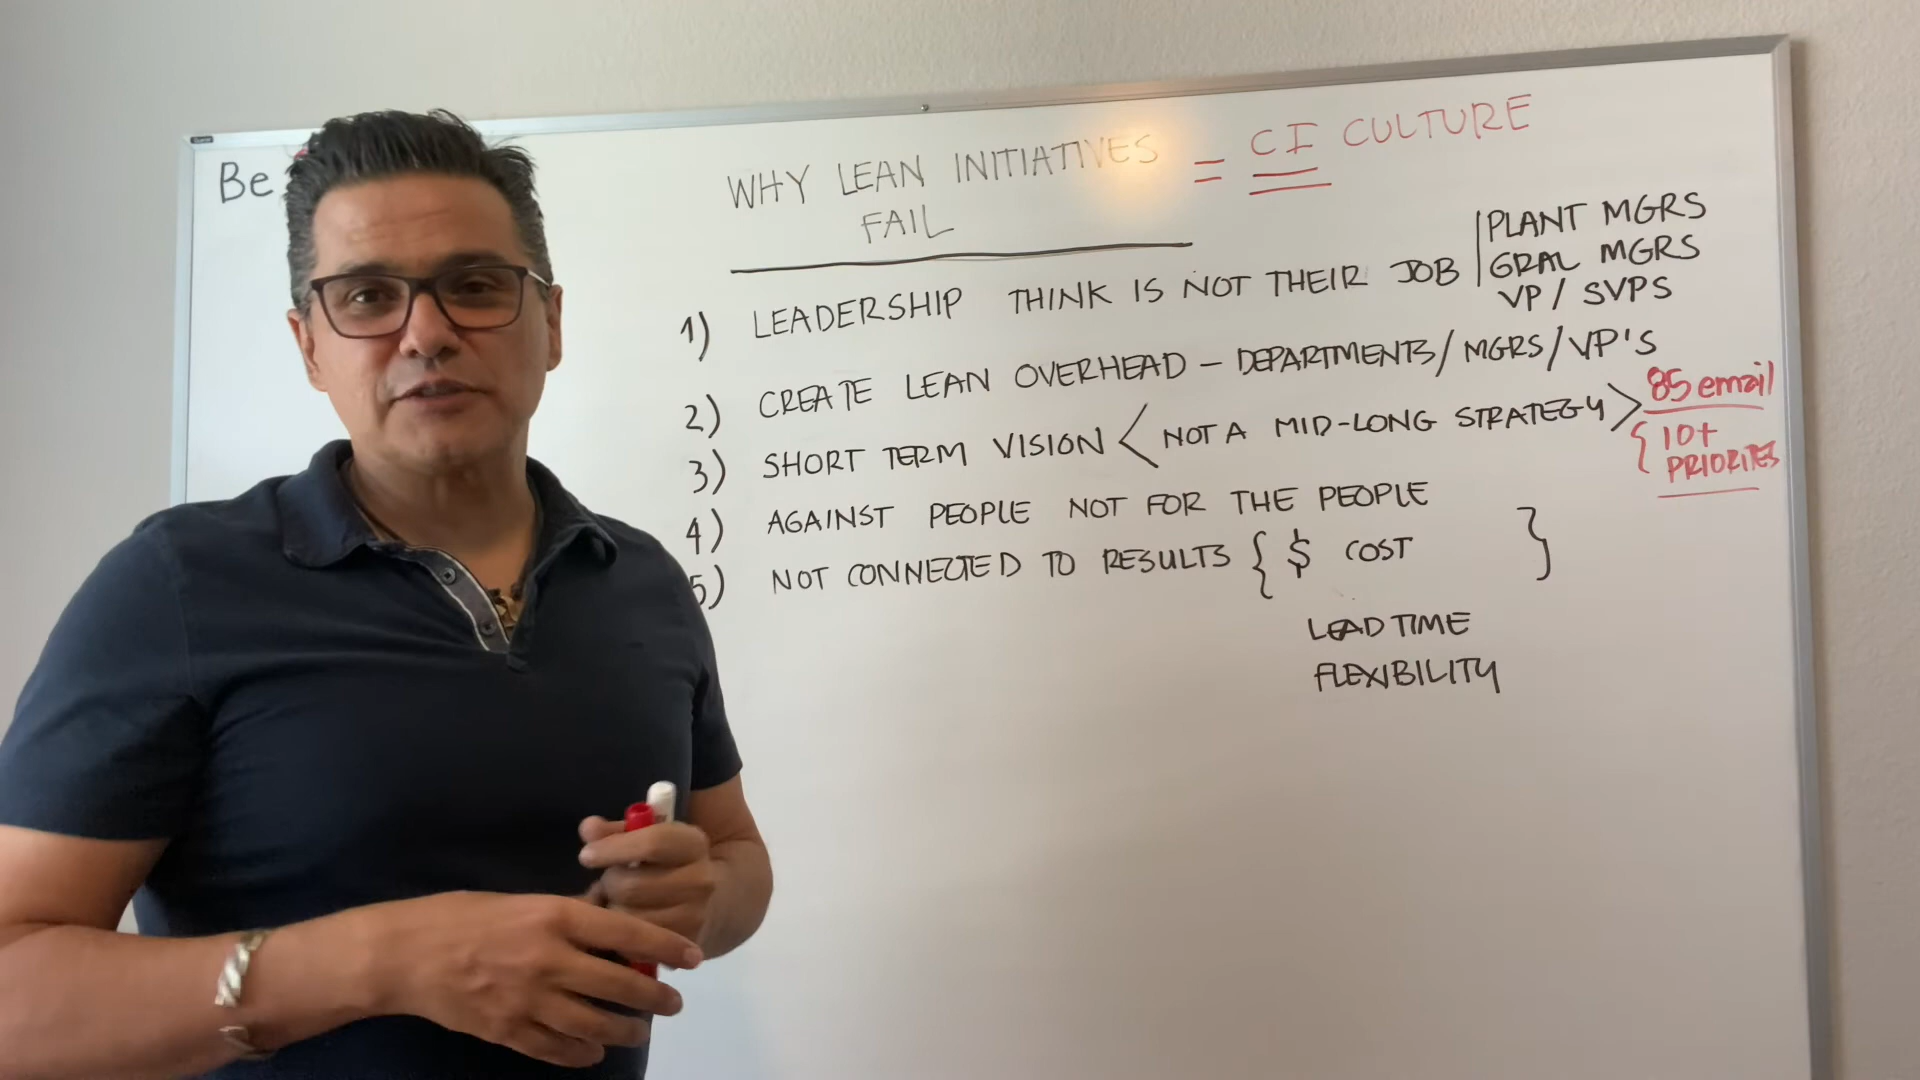 Be
WHY LEAN INITIATIVES = CI CULTURE
FAIL
1) LEADERSHIP THINK IS NOT THEIR JOB
PLANT MGRS
GRAL MGRS
VP / SVPS
2) CREATE LEAN OVERHEAD - DEPARTMENTS/MGRS/VP'S
3) SHORT TERM VISION < NOT A MID-LONG STRATEGY >
85 email
{ 10+
PRIORITES
4) AGAINST PEOPLE NOT FOR THE PEOPLE
5) NOT CONNECTED TO RESULTS { $ COST }
LEAD TIME
FLEXIBILITY